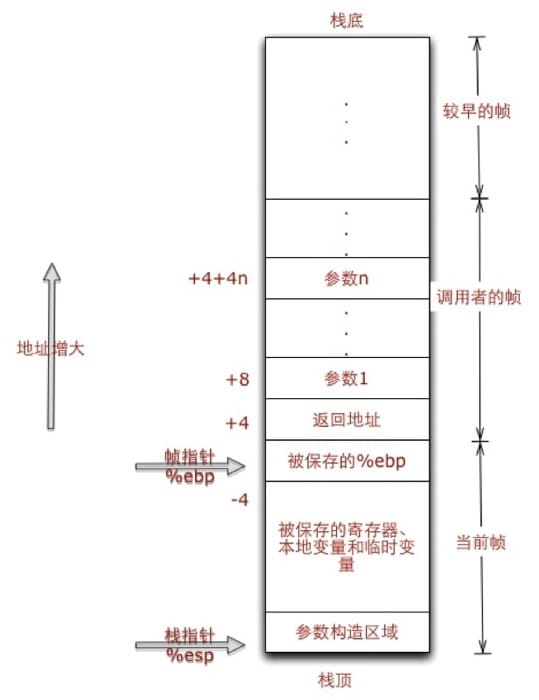 栈底
较早的帧
+4+4n
参数n
调用者的帧
地址增大
+8
参数1
+4
返回地址
帧指针
%ebp
被保存的%ebp
-4
被保存的寄存器、
本地变量和临时变
量
当前帧
栈指针
%esp
参数构造区域
栈顶